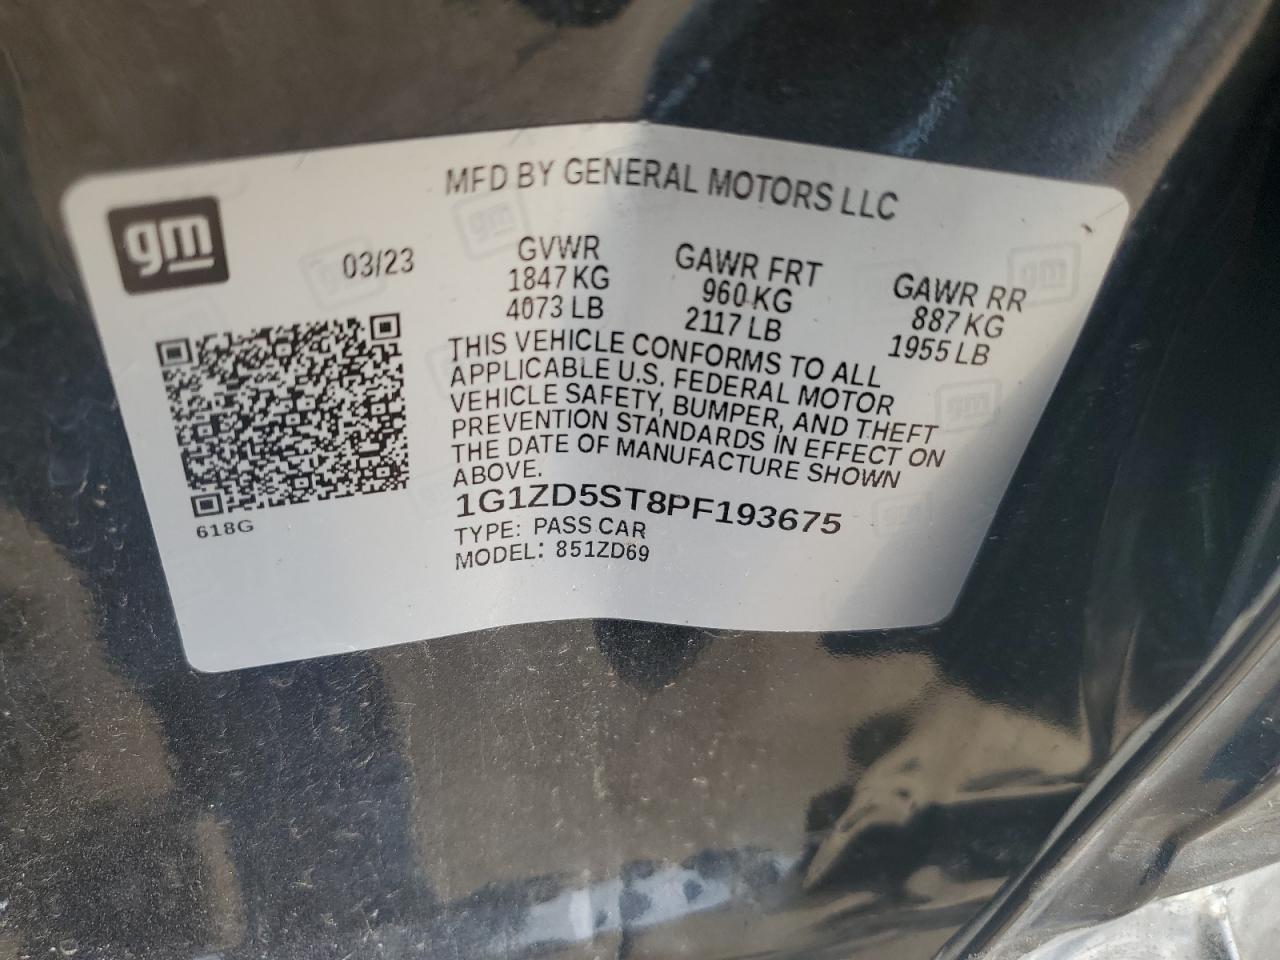 MFD BY GENERAL MOTORS LLC
gm
03/23
GVWR
1847 KG
4073 LB
GAWR FRT
960 KG
2117 LB
GAWR RR
887 KG
1955 LB
THIS VEHICLE CONFORMS TO ALL
APPLICABLE U.S. FEDERAL MOTOR
VEHICLE SAFETY, BUMPER, AND THEFT
PREVENTION STANDARDS IN EFFECT ON
THE DATE OF MANUFACTURE SHOWN
ABOVE.
1G1ZD5ST8PF193675
TYPE: PASS CAR
MODEL: 851ZD69
618G